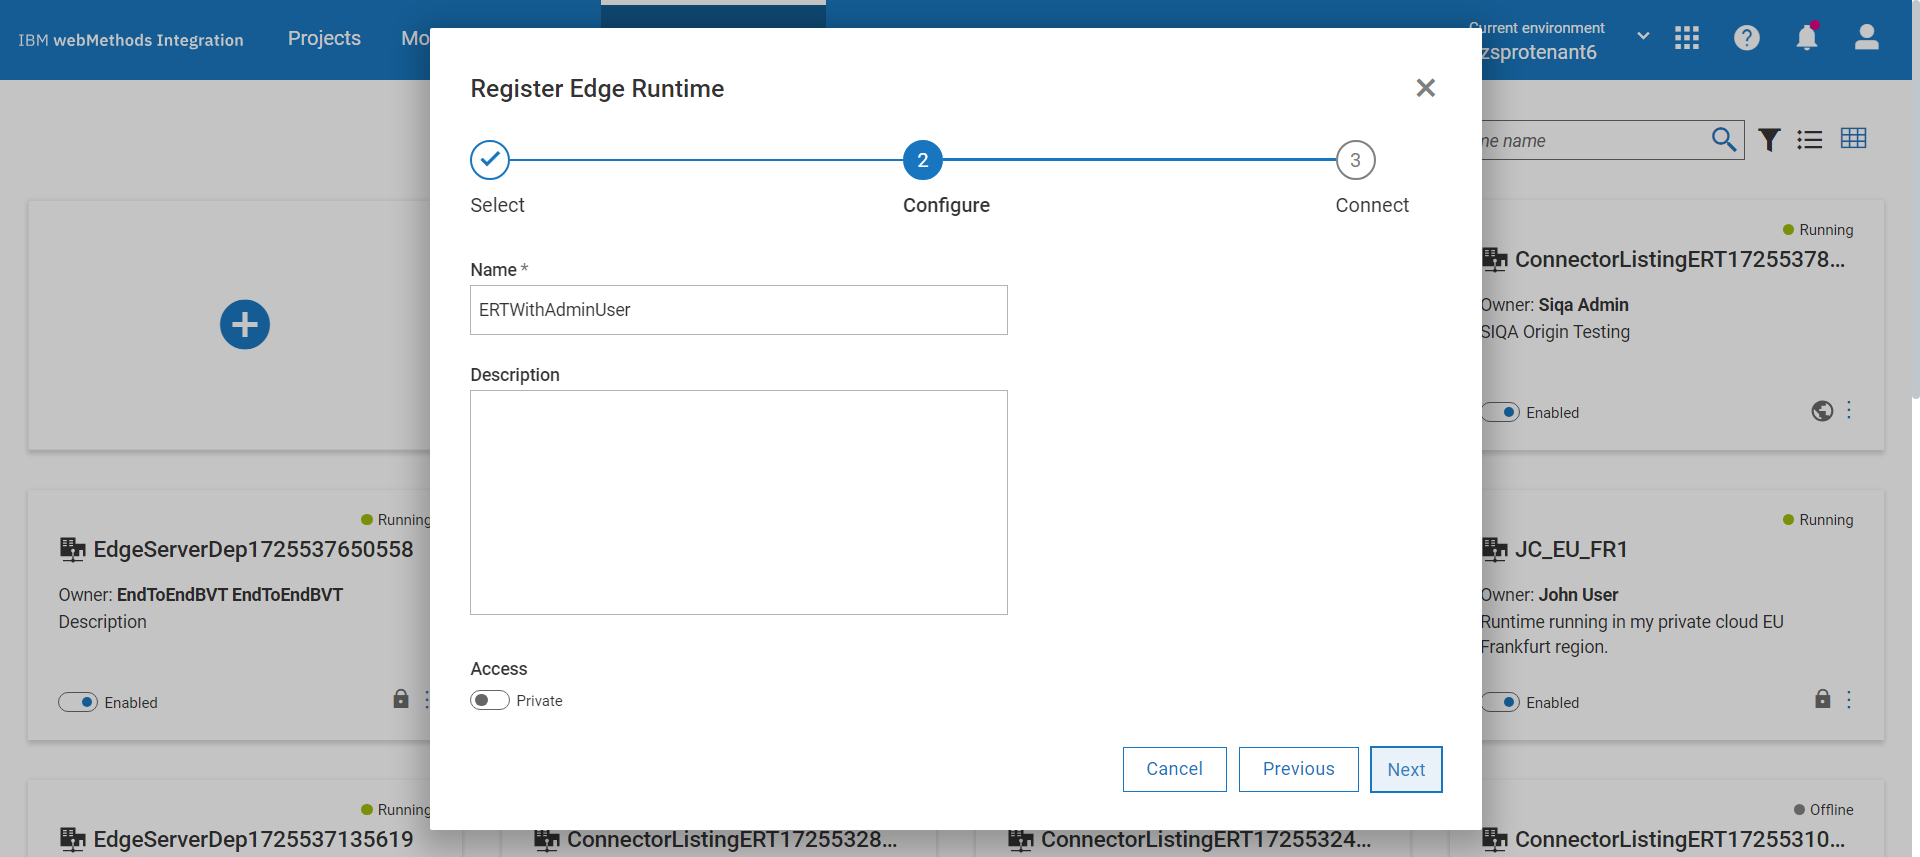 IBM webMethods Integration
Projects
Current environment
zsprotenant6
Register Edge Runtime
2
3
Select
Configure
Connect
Name *
ERTWithAdminUser
Description
Access
Private
Cancel
Previous
Next
name
Running
ConnectorListingERT17255378...
Owner: Siqa Admin
SIQA Origin Testing
Enabled
Running
EdgeServerDep1725537650558
Owner: EndToEndBVT EndToEndBVT
Description
Enabled
Running
JC_EU_FR1
Owner: John User
Runtime running in my private cloud EU
Frankfurt region.
Enabled
Running
EdgeServerDep1725537135619
ConnectorListingERT17255328...
ConnectorListingERT17255324...
Offline
ConnectorListingERT17255310...